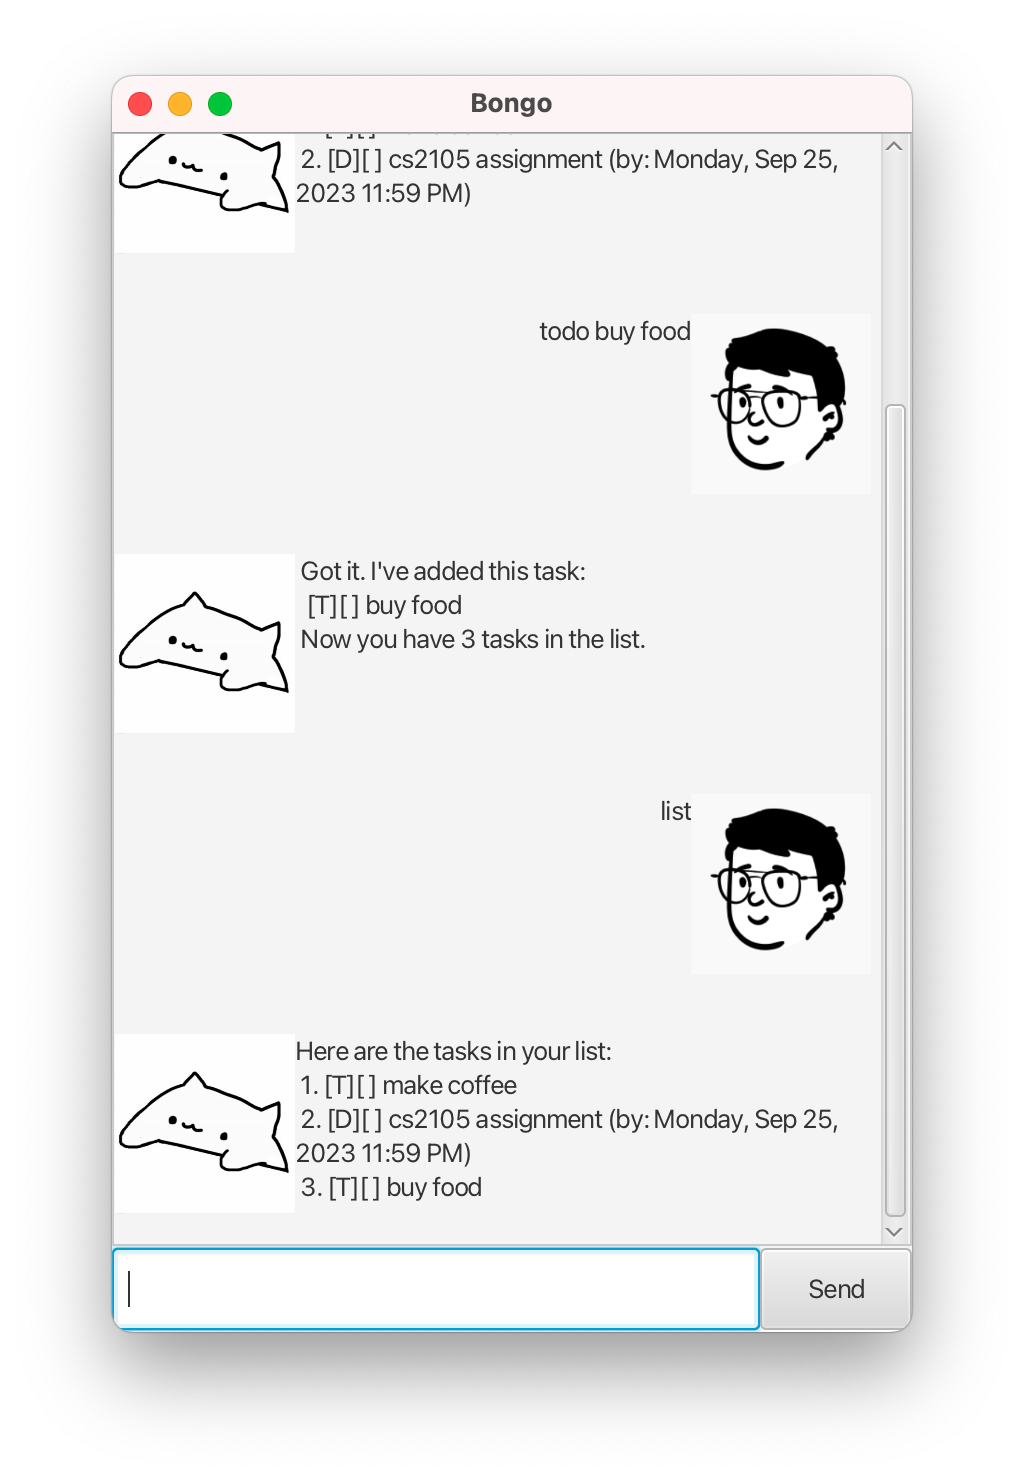 Bongo
2. [D][ ] cs2105 assignment (by: Monday, Sep 25,
2023 11:59 PM)
todo buy food
Got it. I've added this task:
[T][ ] buy food
Now you have 3 tasks in the list.
list
Here are the tasks in your list:
1. [T][ ] make coffee
2. [D][ ] cs2105 assignment (by: Monday, Sep 25,
2023 11:59 PM)
3. [T][ ] buy food
Send